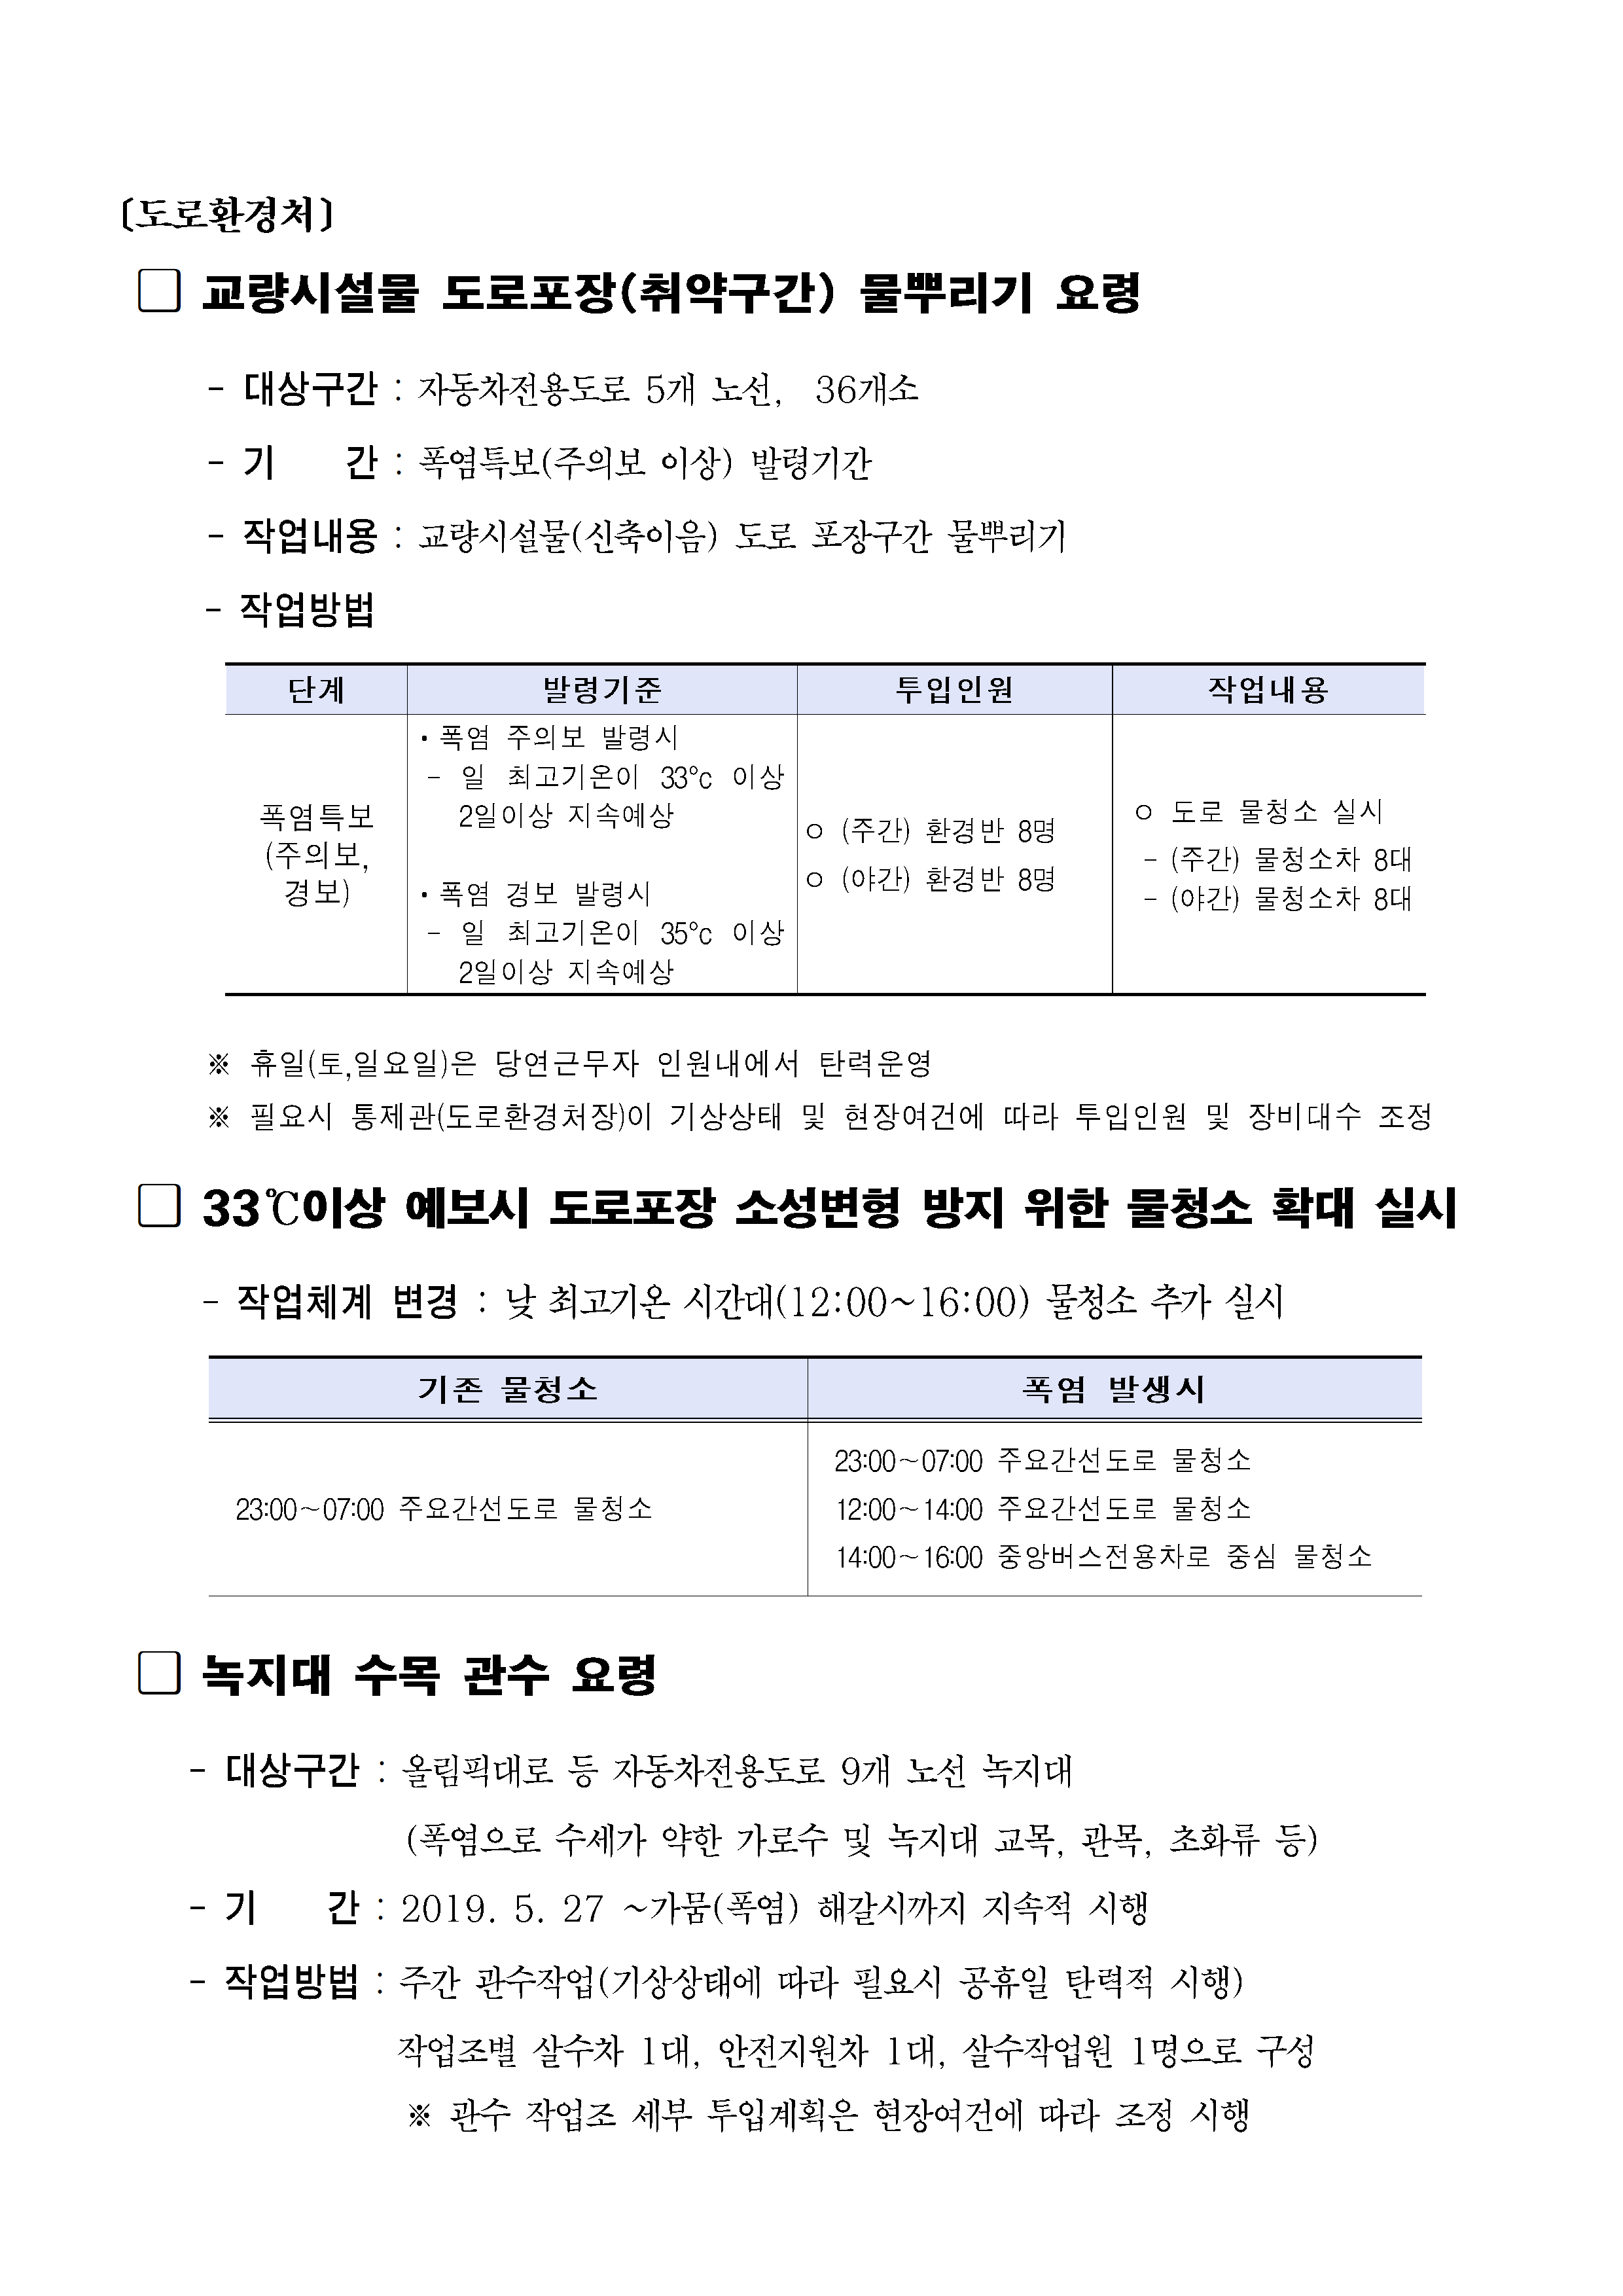 〔도로환경처〕
□ 교량시설물 도로포장(취약구간) 물뿌리기 요령
- 대상구간 : 자동차전용도로 5개 노선, 36개소
- 기 간 : 폭염특보(주의보 이상) 발령기간
- 작업내용 : 교량시설물(신축이음) 도로 포장구간 물뿌리기
- 작업방법
단계 발령기준 투입인원 작업내용
폭염특보
(주의보,
경보)
·폭염 주의보 발령시
- 일 최고기온이 33℃ 이상
2일이상 지속예상
·폭염 경보 발령시
- 일 최고기온이 35℃ 이상
2일이상 지속예상
ㅇ (주간) 환경반 8명
ㅇ (야간) 환경반 8명
ㅇ 도로 물청소 실시
- (주간) 물청소차 8대
- (야간) 물청소차 8대
※ 휴일(토,일요일)은 당연근무자 인원내에서 탄력운영
※ 필요시 통제관(도로환경처장)이 기상상태 및 현장여건에 따라 투입인원 및 장비대수 조정
□ 33℃이상 예보시 도로포장 소성변형 방지 위한 물청소 확대 실시
- 작업체계 변경 : 낮 최고기온 시간대(12:00~16:00) 물청소 추가 실시
기존 물청소 폭염 발생시
23:00~07:00 주요간선도로 물청소
23:00~07:00 주요간선도로 물청소
12:00~14:00 주요간선도로 물청소
14:00~16:00 중앙버스전용차로 중심 물청소
□ 녹지대 수목 관수 요령
- 대상구간 : 올림픽대로 등 자동차전용도로 9개 노선 녹지대
(폭염으로 수세가 약한 가로수 및 녹지대 교목, 관목, 초화류 등)
- 기 간 : 2019. 5. 27 ~가뭄(폭염) 해갈시까지 지속적 시행
- 작업방법 : 주간 관수작업(기상상태에 따라 필요시 공휴일 탄력적 시행)
작업조별 살수차 1대, 안전지원차 1대, 살수작업원 1명으로 구성
※ 관수 작업조 세부 투입계획은 현장여건에 따라 조정 시행